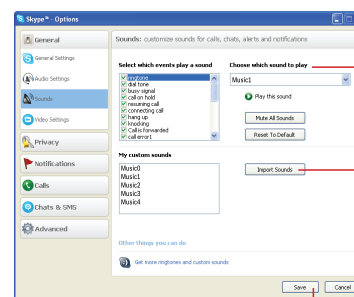 Skype™ - Options
General
General Settings
Audio Settings
Sounds
Video Settings
Privacy
Notifications
Calls
Chats & SMS
Advanced
Sounds: customize sounds for calls, chats, alerts and notifications
Select which events play a sound
ringtone
dial tone
busy signal
call on hold
resuming call
connecting call
hang up
knocking
Call is forwarded
call error1
Choose which sound to play
Music1
Play this sound
Mute All Sounds
Reset To Default
My custom sounds
Music0
Music1
Music2
Music3
Music4
Import Sounds
Other things you can do
Get more ringtones and custom sounds
Save
Cancel